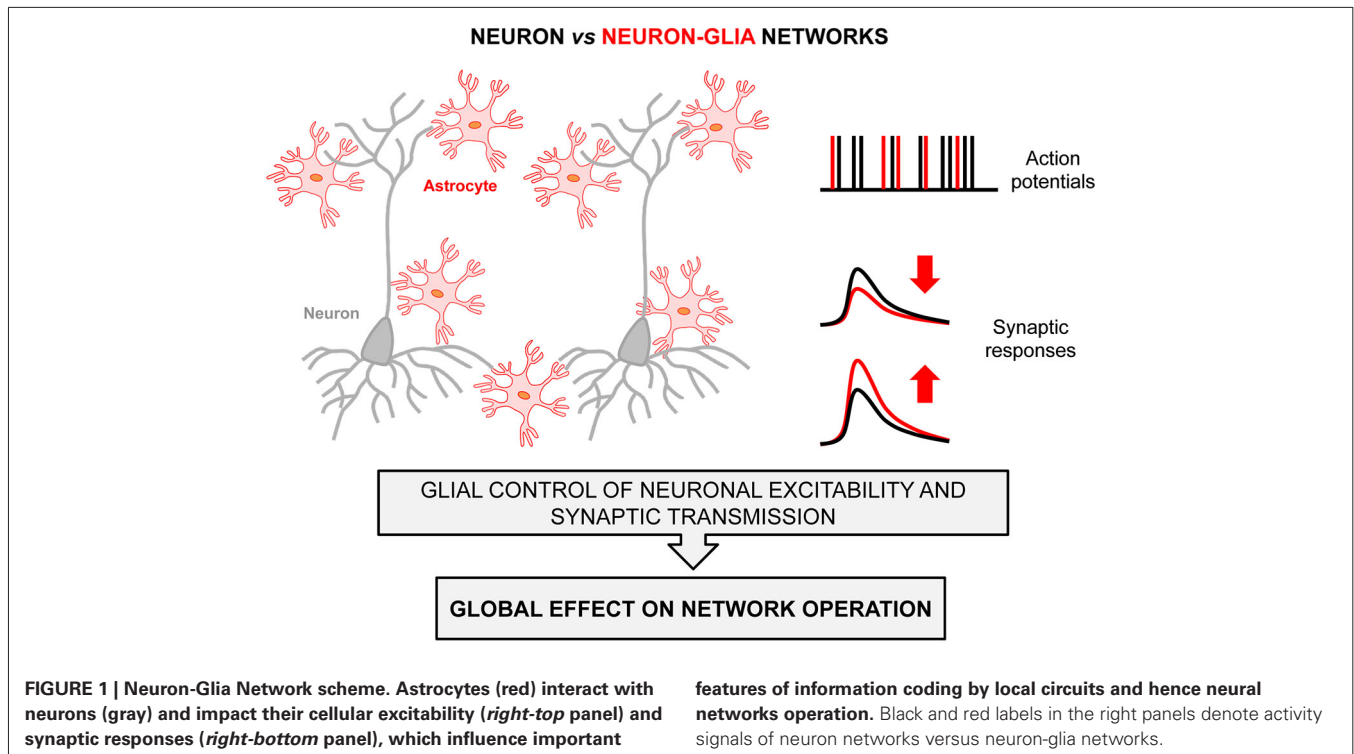 NEURON vs NEURON-GLIA NETWORKS
Astrocyte
Neuron
Action
potentials
Synaptic
responses
GLIAL CONTROL OF NEURONAL EXCITABILITY AND
SYNAPTIC TRANSMISSION
GLOBAL EFFECT ON NETWORK OPERATION
FIGURE 1 | Neuron-Glia Network scheme. Astrocytes (red) interact with
neurons (gray) and impact their cellular excitability (right-top panel) and
synaptic responses (right-bottom panel), which influence important
features of information coding by local circuits and hence neural
networks operation. Black and red labels in the right panels denote activity
signals of neuron networks versus neuron-glia networks.